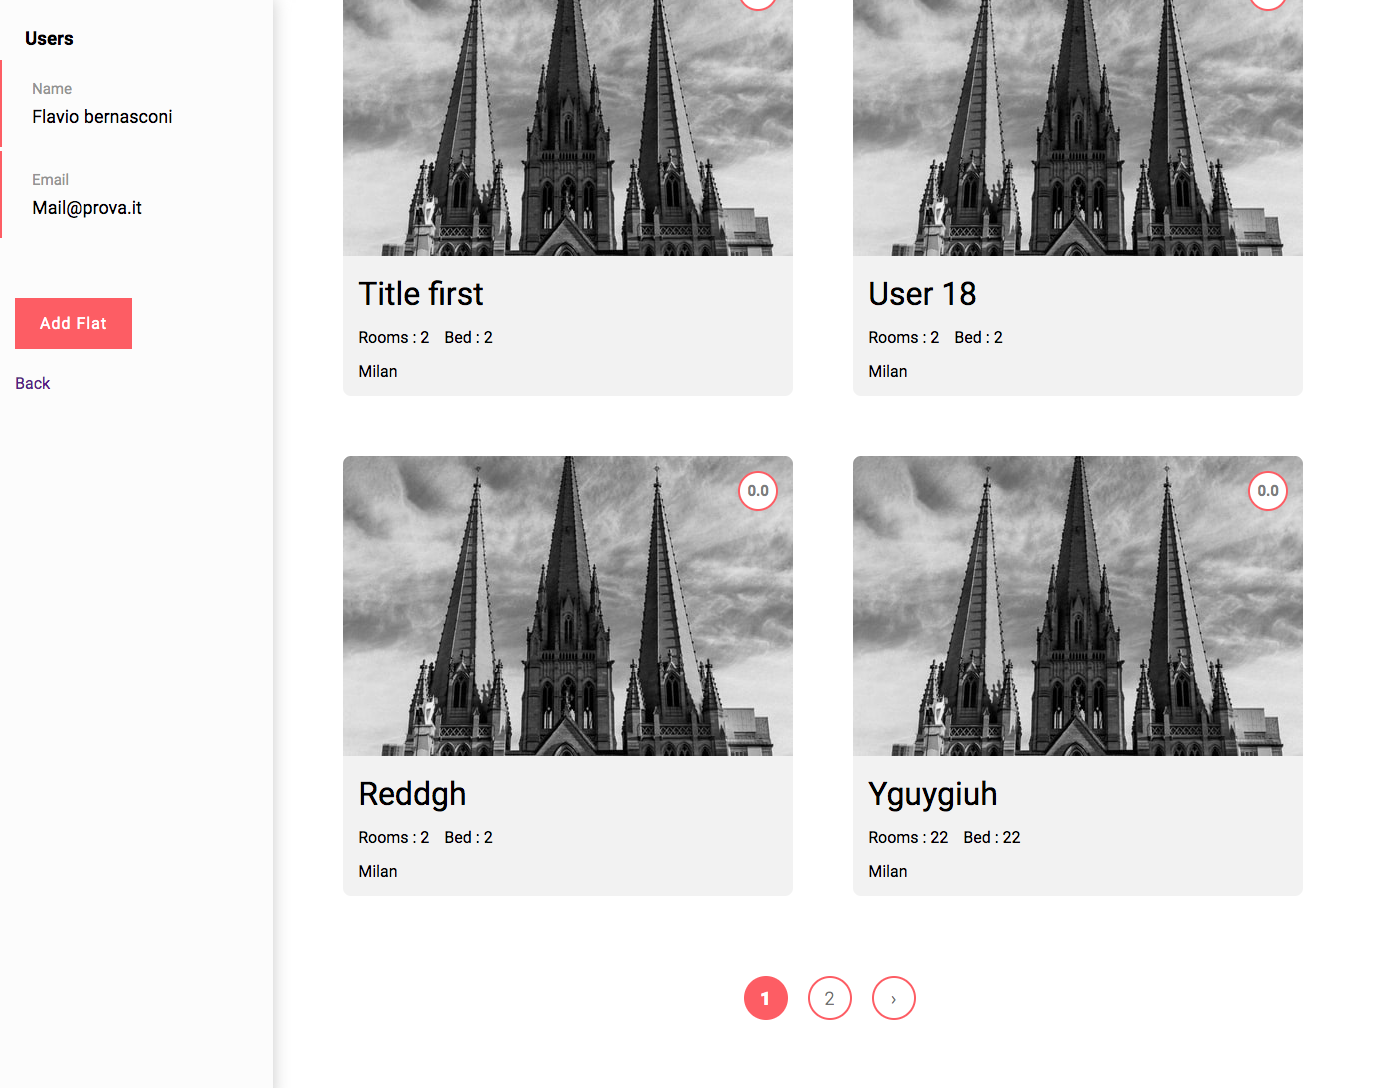 Users
Name
Flavio bernasconi
Email
Mail@prova.it
Add Flat
Back
Title first
Rooms : 2 Bed : 2
Milan
User 18
Rooms : 2 Bed : 2
Milan
0.0
Reddgh
Rooms : 2 Bed : 2
Milan
0.0
Yguygiuh
Rooms : 22 Bed : 22
Milan
1 2 ›